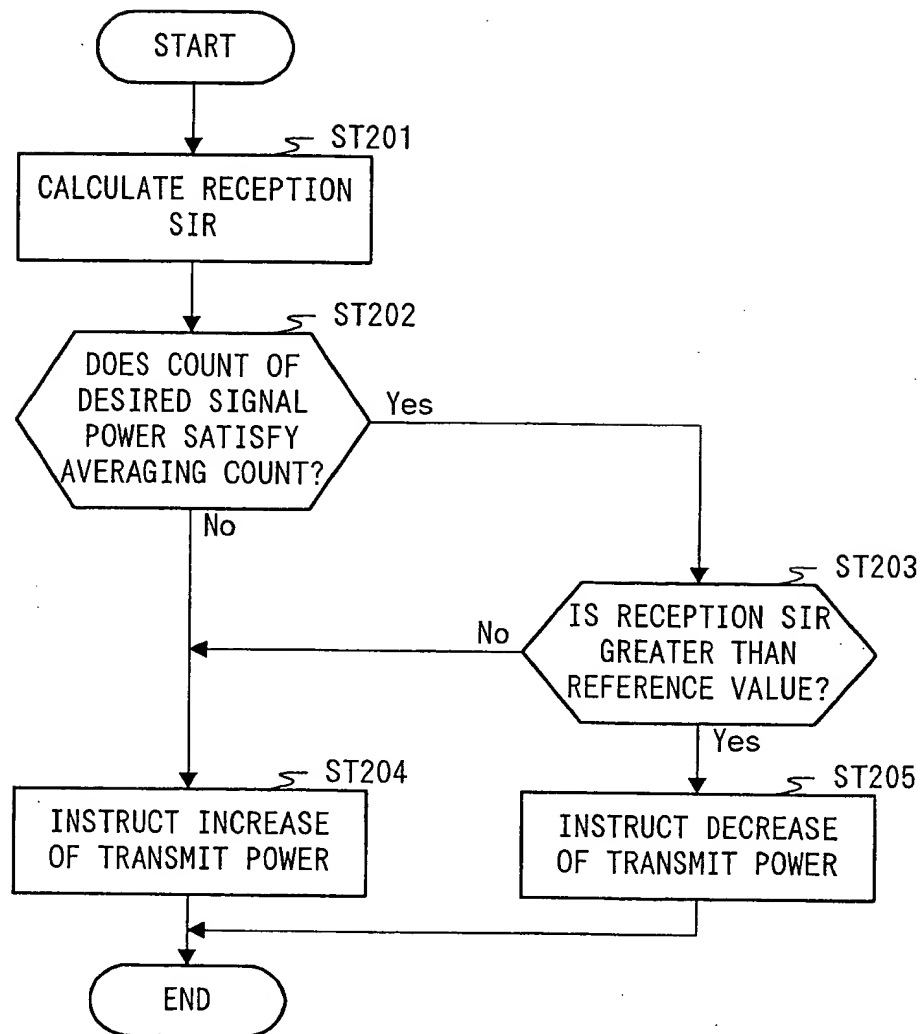 START
ST201
CALCULATE RECEPTION
SIR
ST202
DOES COUNT OF
DESIRED SIGNAL
POWER SATISFY
AVERAGING COUNT?
Yes
No
ST203
IS RECEPTION SIR
GREATER THAN
REFERENCE VALUE?
No
Yes
ST204
INSTRUCT INCREASE
OF TRANSMIT POWER
ST205
INSTRUCT DECREASE
OF TRANSMIT POWER
END